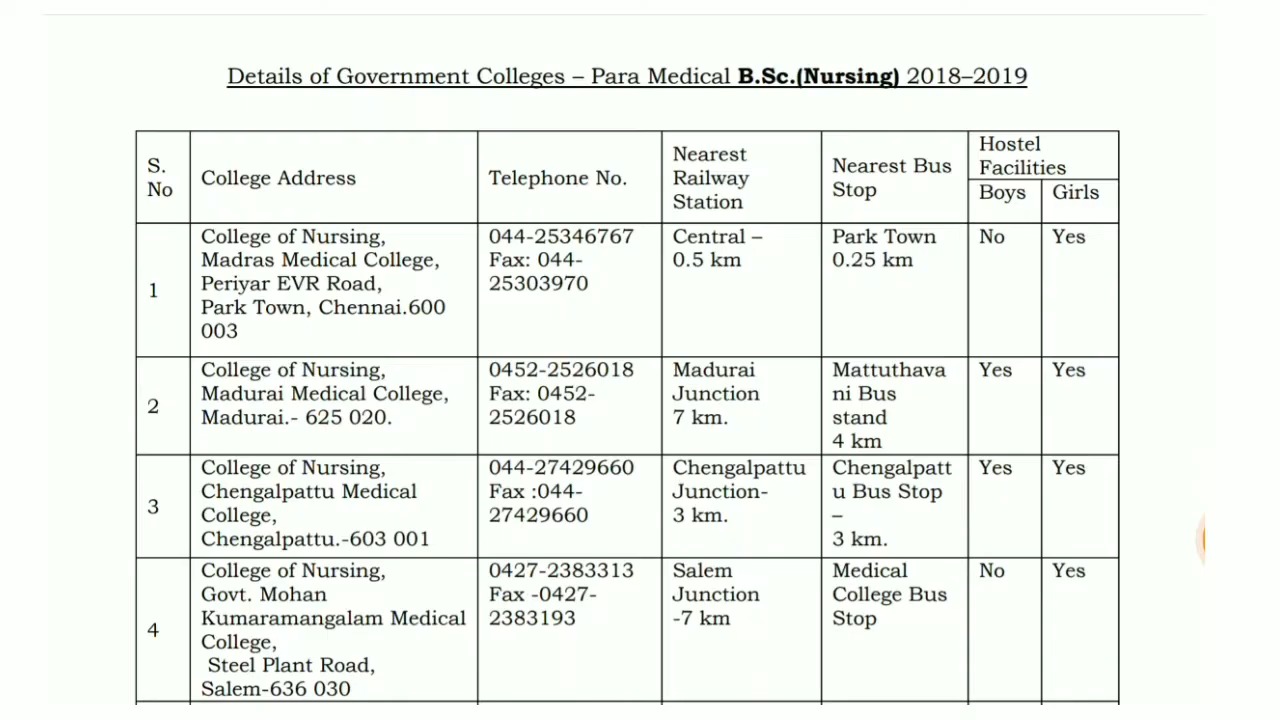 Details of Government Colleges – Para Medical B.Sc.(Nursing) 2018–2019
S.
No
College Address
Telephone No.
Nearest
Railway
Station
Nearest Bus
Stop
Hostel
Facilities
Boys
Girls
1
College of Nursing,
Madras Medical College,
Periyar EVR Road,
Park Town, Chennai.600
003
044-25346767
Fax: 044-
25303970
Central –
0.5 km
Park Town
0.25 km
No
Yes
2
College of Nursing,
Madurai Medical College,
Madurai.- 625 020.
0452-2526018
Fax: 0452-
2526018
Madurai
Junction
7 km.
Mattuthava
ni Bus
stand
4 km
Yes
Yes
3
College of Nursing,
Chengalpattu Medical
College,
Chengalpattu.-603 001
044-27429660
Fax :044-
27429660
Chengalpattu
Junction-
3 km.
Chengalpatt
u Bus Stop
–
3 km.
Yes
Yes
4
College of Nursing,
Govt. Mohan
Kumaramangalam Medical
College,
Steel Plant Road,
Salem-636 030
0427-2383313
Fax -0427-
2383193
Salem
Junction
-7 km
Medical
College Bus
Stop
No
Yes